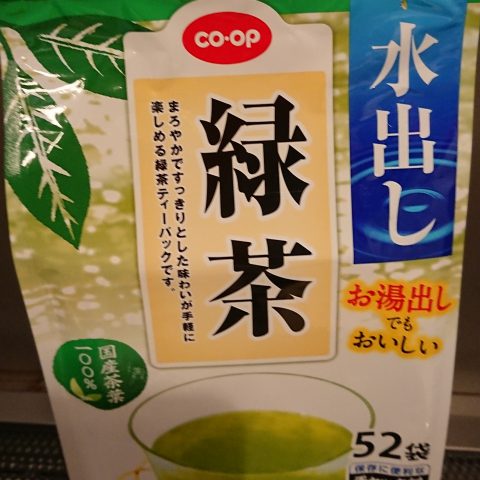 co・op
水出し
緑茶
まろやかですっきりとした味わいが手軽に
楽しめる緑茶ティーバッグです。
お湯出し
でも
おいしい
国産茶葉
一〇〇%
52袋
保存に便利な